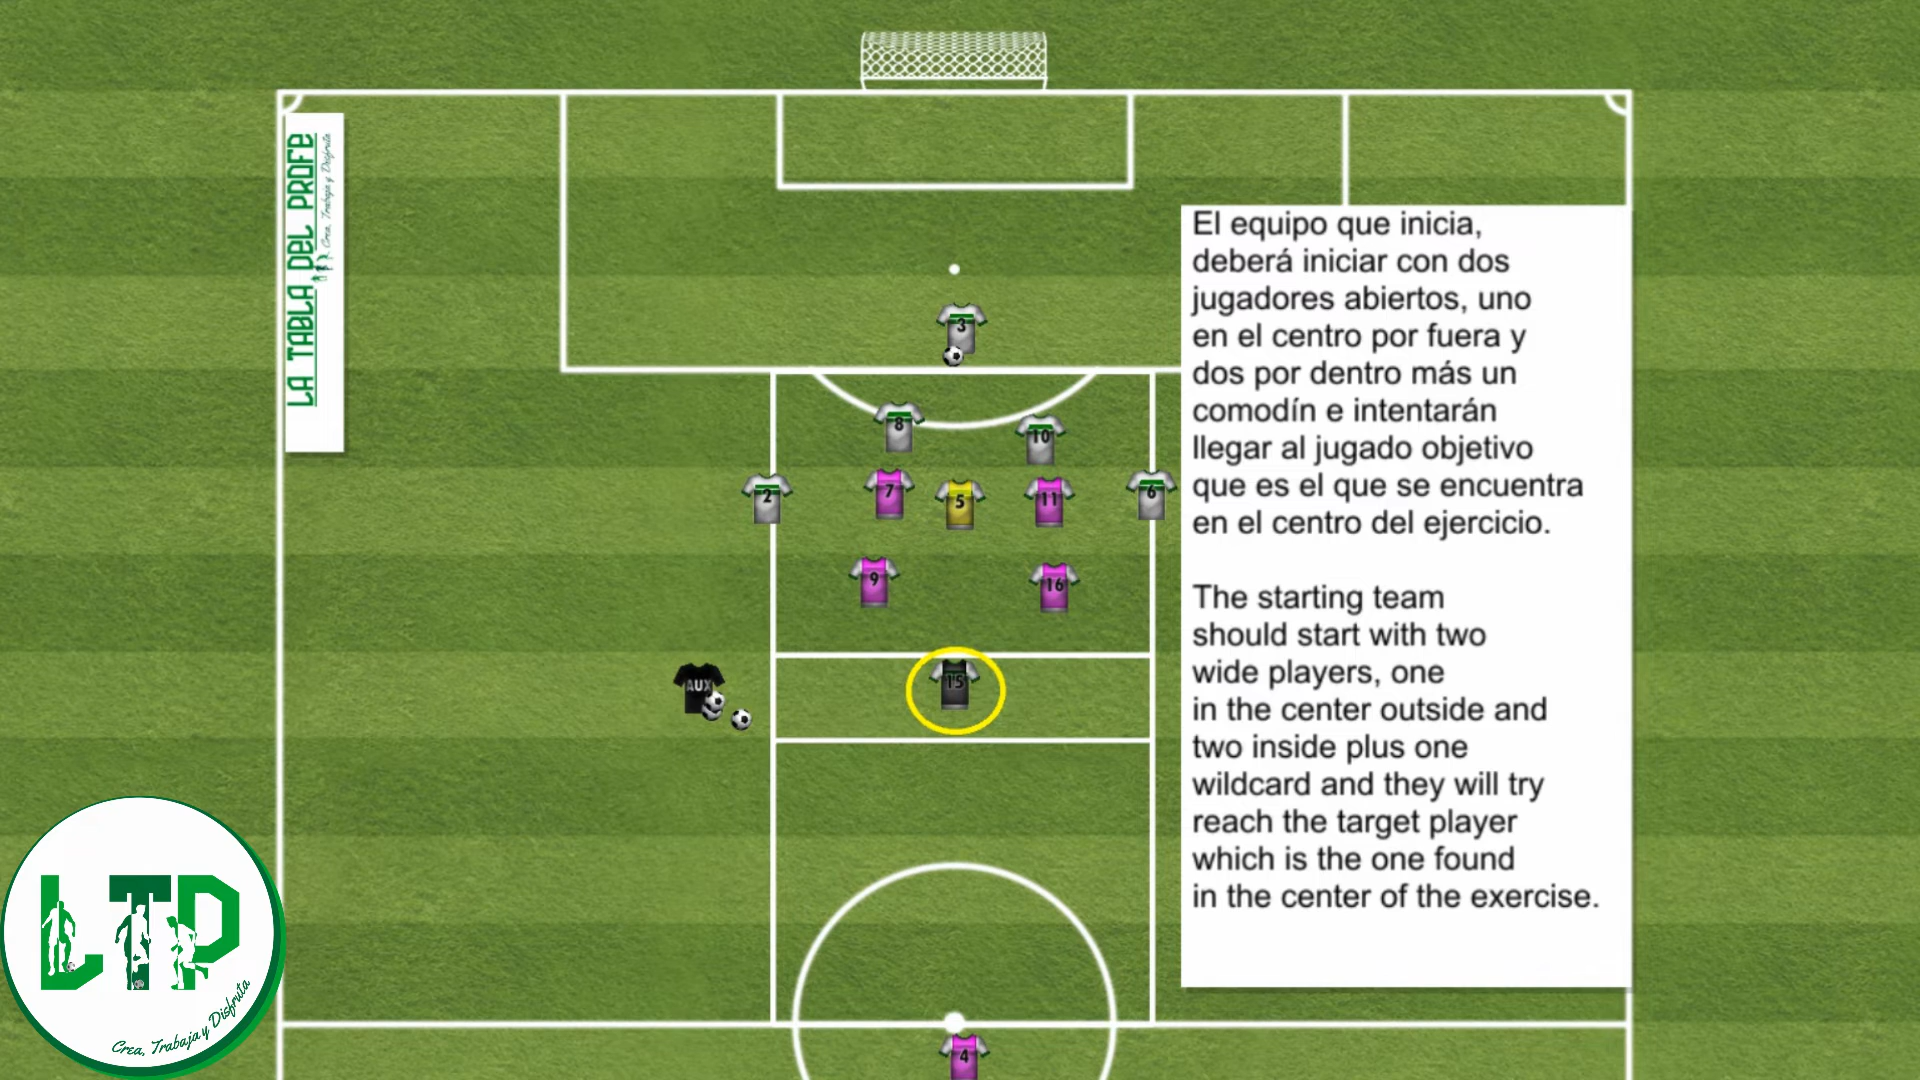 LA TABLA DEL PROFE
Crea, Trabaja y Disfruta
El equipo que inicia,
deberá iniciar con dos
jugadores abiertos, uno
en el centro por fuera y
dos por dentro más un
comodín e intentarán
llegar al jugado objetivo
que es el que se encuentra
en el centro del ejercicio.
The starting team
should start with two
wide players, one
in the center outside and
two inside plus one
wildcard and they will try
reach the target player
which is the one found
in the center of the exercise.
3
8
10
2
7
5
11
6
9
16
AUX
15
4
LTP
Crea, Trabaja y Disfruta